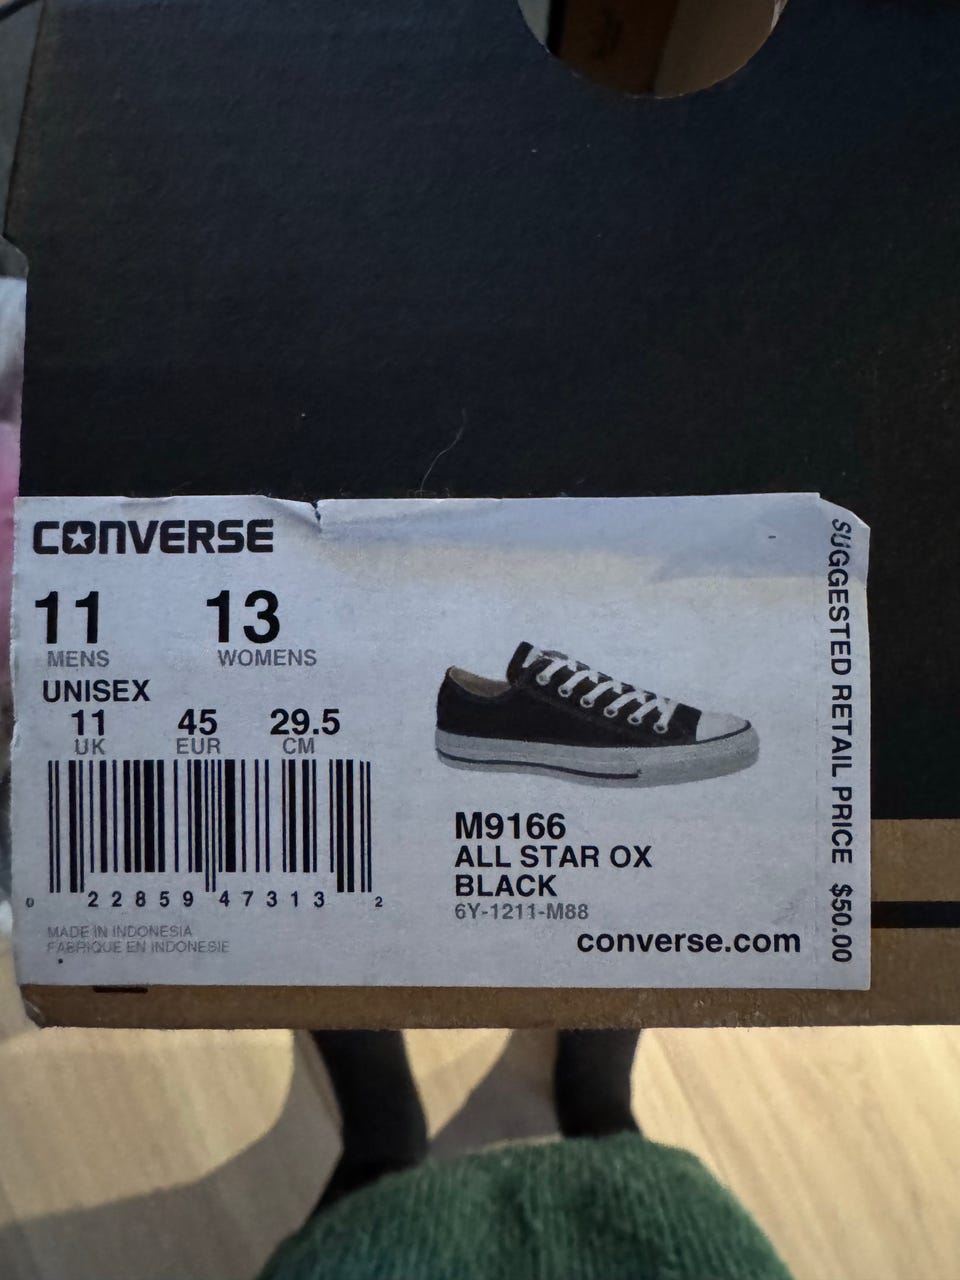 CONVERSE
11 13
MENS WOMENS
UNISEX
11 45 29.5
UK EUR CM
0 22859 47313 2
MADE IN INDONESIA
FABRIQUE EN INDONESIE
M9166
ALL STAR OX
BLACK
6Y-1211-M88
converse.com
SUGGESTED RETAIL PRICE $50.00